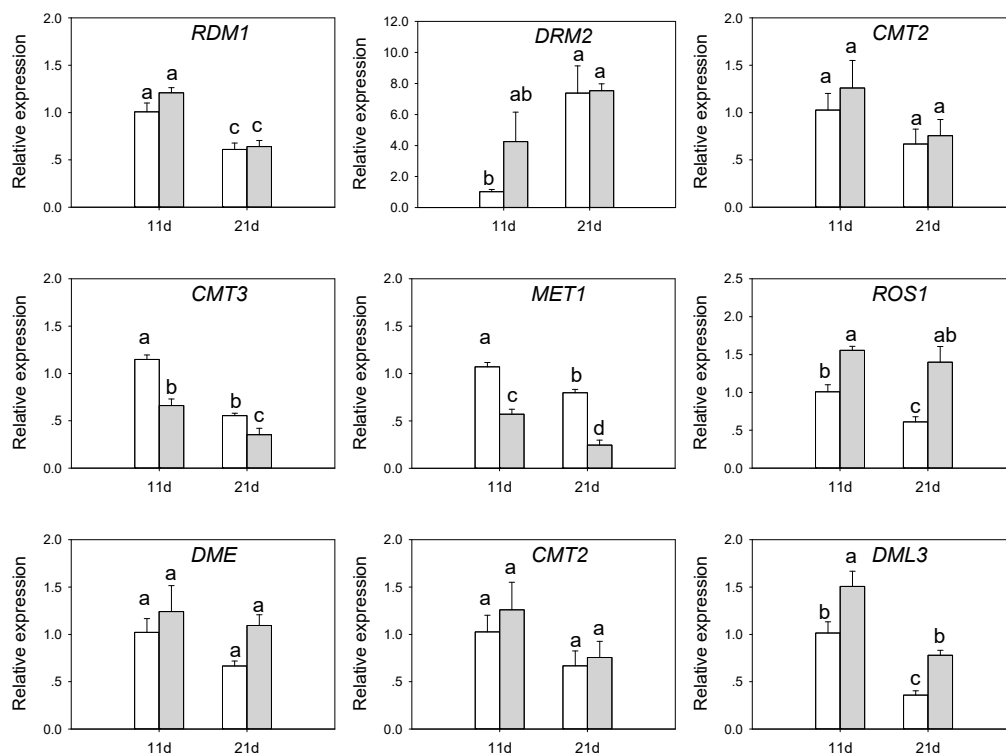 RDM1
Relative expression
2.0
1.5
1.0
.5
0.0
a
a
c
c
11d
21d
DRM2
Relative expression
12.0
10.0
8.0
6.0
4.0
2.0
0.0
b
ab
a
a
11d
21d
CMT2
Relative expression
2.0
1.5
1.0
.5
0.0
a
a
a
a
11d
21d
CMT3
Relative expression
2.0
1.5
1.0
.5
0.0
a
b
b
c
11d
21d
MET1
Relative expression
2.0
1.5
1.0
.5
0.0
a
c
b
d
11d
21d
ROS1
Relative expression
2.5
2.0
1.5
1.0
.5
0.0
b
a
c
ab
11d
21d
DME
Relative expression
2.0
1.5
1.0
.5
0.0
a
a
a
a
11d
21d
CMT2
Relative expression
2.0
1.5
1.0
.5
0.0
a
a
a
a
11d
21d
DML3
Relative expression
2.0
1.5
1.0
.5
0.0
b
a
c
b
11d
21d